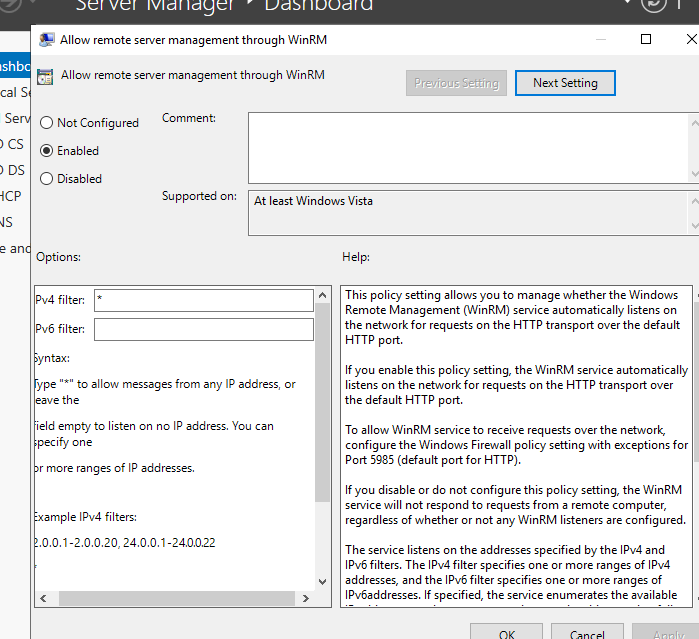 Server Manager • Dashboard
Allow remote server management through WinRM
Allow remote server management through WinRM
Previous Setting
Next Setting
Not Configured
Comment:
Enabled
Disabled
Supported on:
At least Windows Vista
Options:
Help:
Pv4 filter:
*
Pv6 filter:
Syntax:
Type "*" to allow messages from any IP address, or
leave the
field empty to listen on no IP address. You can
specify one
or more ranges of IP addresses.
Example IPv4 filters:
2.0.0.1-2.0.0.20, 24.0.0.1-24.0.0.22
*
This policy setting allows you to manage whether the Windows
Remote Management (WinRM) service automatically listens on
the network for requests on the HTTP transport over the default
HTTP port.
If you enable this policy setting, the WinRM service automatically
listens on the network for requests on the HTTP transport over
the default HTTP port.
To allow WinRM service to receive requests over the network,
configure the Windows Firewall policy setting with exceptions for
Port 5985 (default port for HTTP).
If you disable or do not configure this policy setting, the WinRM
service will not respond to requests from a remote computer,
regardless of whether or not any WinRM listeners are configured.
The service listens on the addresses specified by the IPv4 and
IPv6 filters. The IPv4 filter specifies one or more ranges of IPv4
addresses, and the IPv6 filter specifies one or more ranges of
IPv6addresses. If specified, the service enumerates the available
OK
Cancel
Apply
ashbo
cal Se
Serv
D CS
D DS
HCP
NS
e and